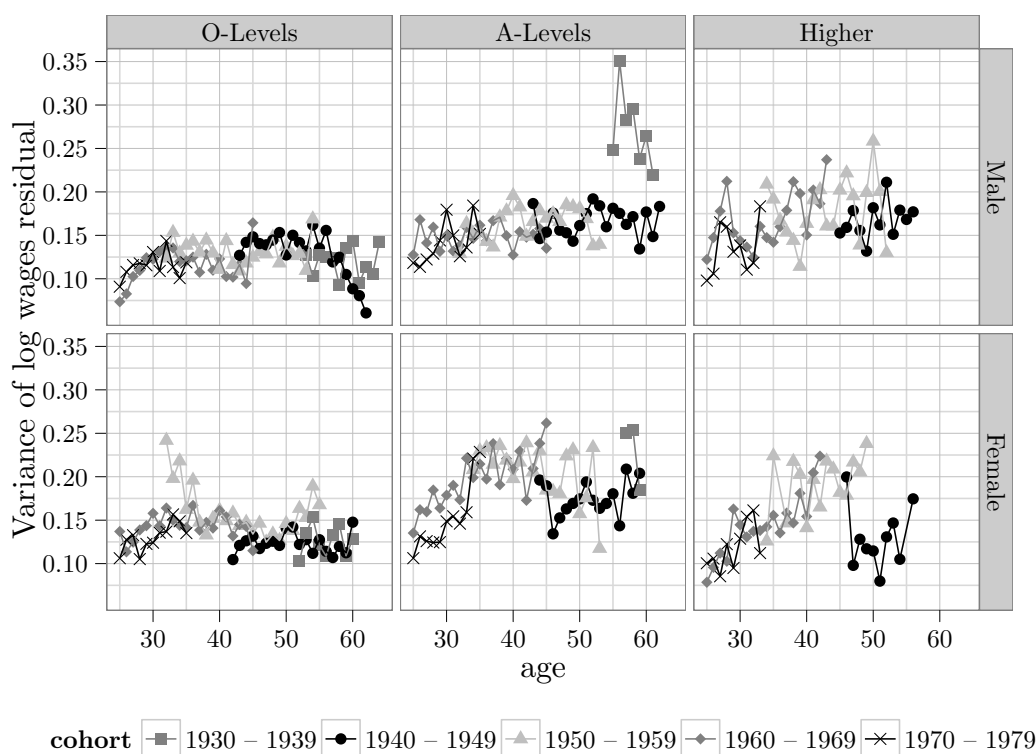 O-Levels A-Levels Higher
0.35
0.30
0.25
0.20
0.15
0.10
Male
0.35
0.30
0.25
0.20
0.15
0.10
Female
Variance of log wages residual
30 40 50 60 30 40 50 60 30 40 50 60
age
cohort 1930 – 1939 1940 – 1949 1950 – 1959 1960 – 1969 1970 – 1978